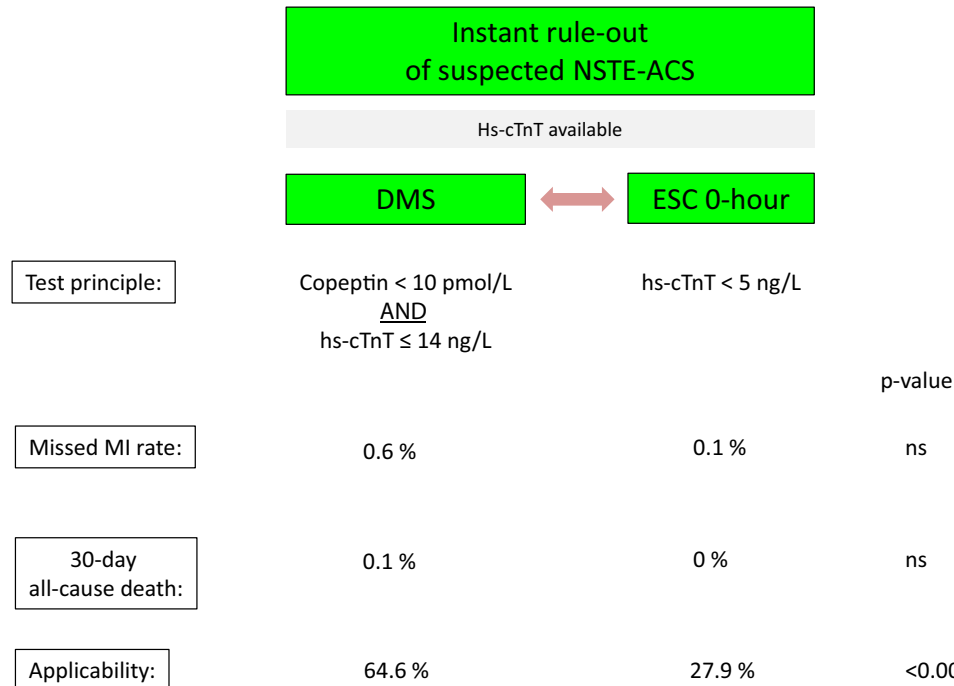 Instant rule-out
of suspected NSTE-ACS
Hs-cTnT available
DMS
ESC 0-hour
Test principle:
Copeptin < 10 pmol/L
AND
hs-cTnT ≤ 14 ng/L
hs-cTnT < 5 ng/L
p-value
Missed MI rate:
0.6 %
0.1 %
ns
30-day
all-cause death:
0.1 %
0 %
ns
Applicability:
64.6 %
27.9 %